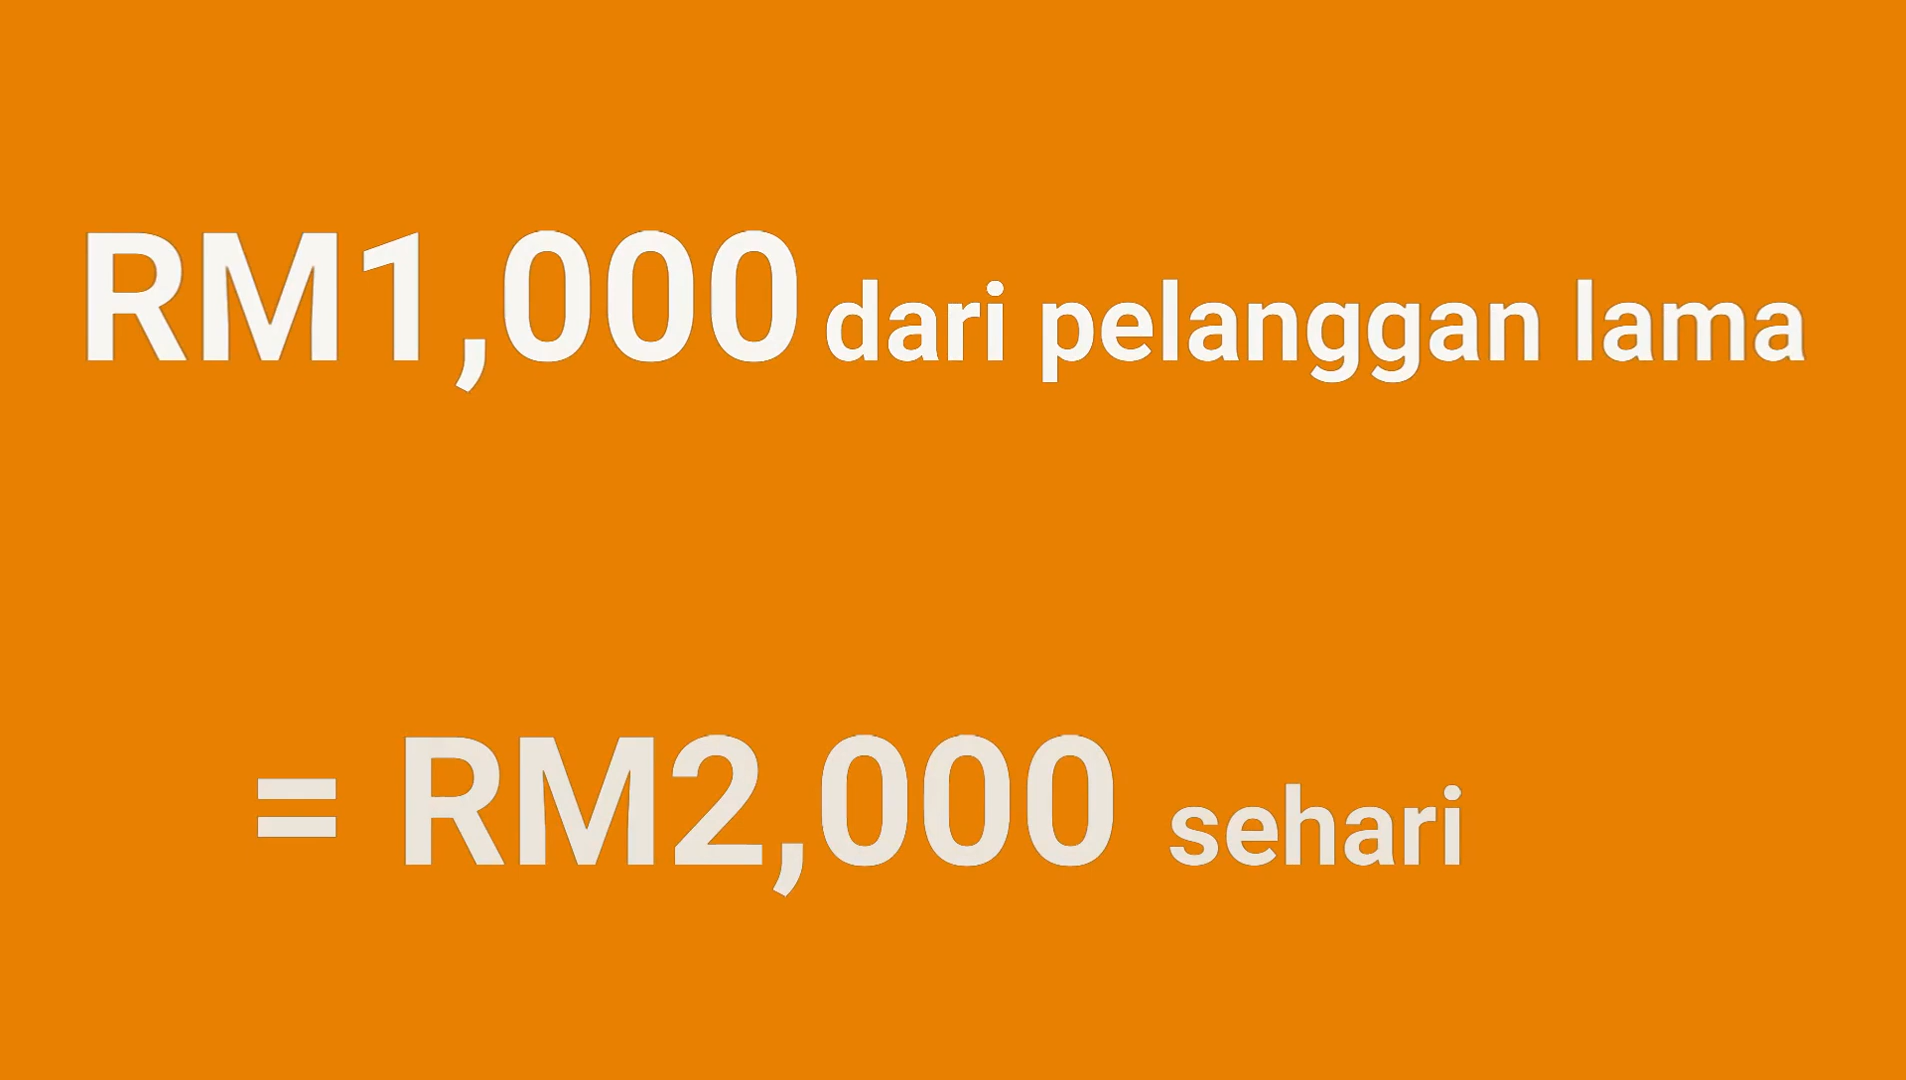 RM1,000 dari pelanggan lama
= RM2,000 sehari